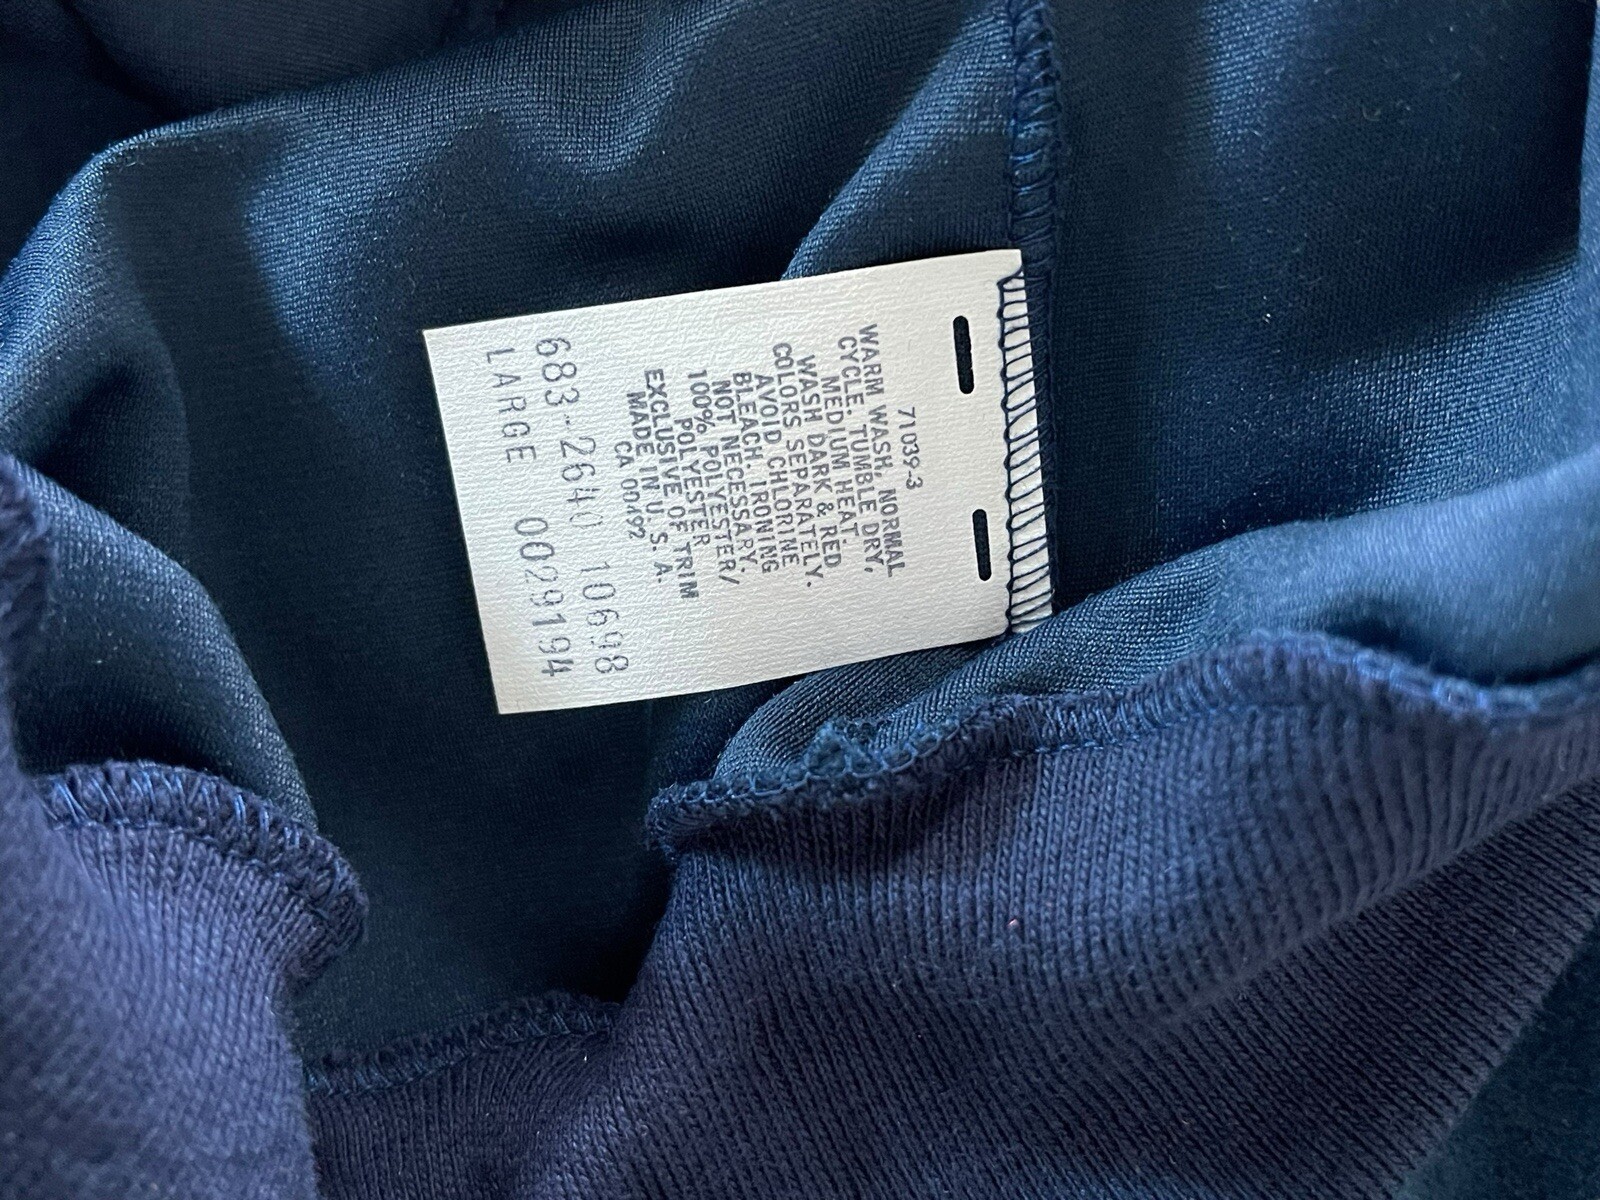 71039-3
WARM WASH, NORMAL
CYCLE. TUMBLE DRY,
MEDIUM HEAT.
WASH DARK & RED
COLORS SEPARATELY.
AVOID CHLORINE
BLEACH. IRONING
NOT NECESSARY.
100% POLYESTER/
POLYESTER
EXCLUSIVE OF TRIM
MADE IN U.S.A.
CA 00492
683-2640 10698
LARGE 0029194